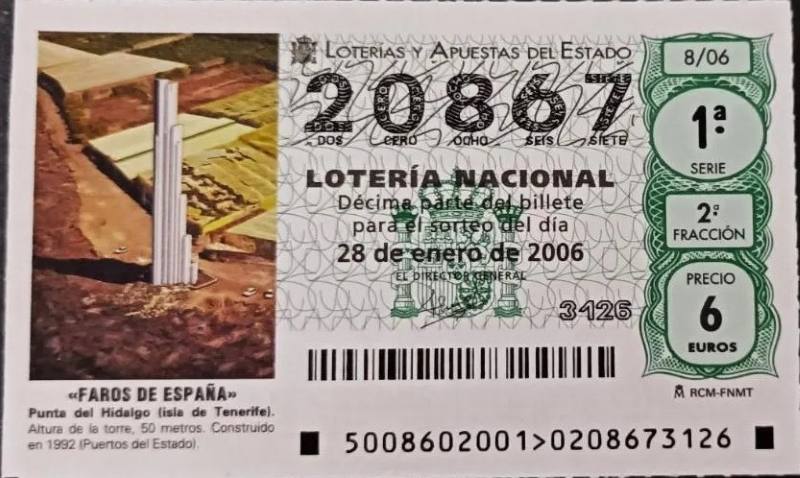 LOTERÍAS Y APUESTAS DEL ESTADO
20867
DOS CERO OCHO SEIS SIETE
LOTERÍA NACIONAL
Décima parte del billete
para el sorteo del día
28 de enero de 2006
EL DIRECTOR GENERAL
3126
8/06
1ª
SERIE
2ª
FRACCIÓN
PRECIO
6
EUROS
RCM-FNMT
«FAROS DE ESPAÑA»
Punta del Hidalgo (isla de Tenerife).
Altura de la torre, 50 metros. Construido
en 1992 (Puertos del Estado).
5008602001>0208673126